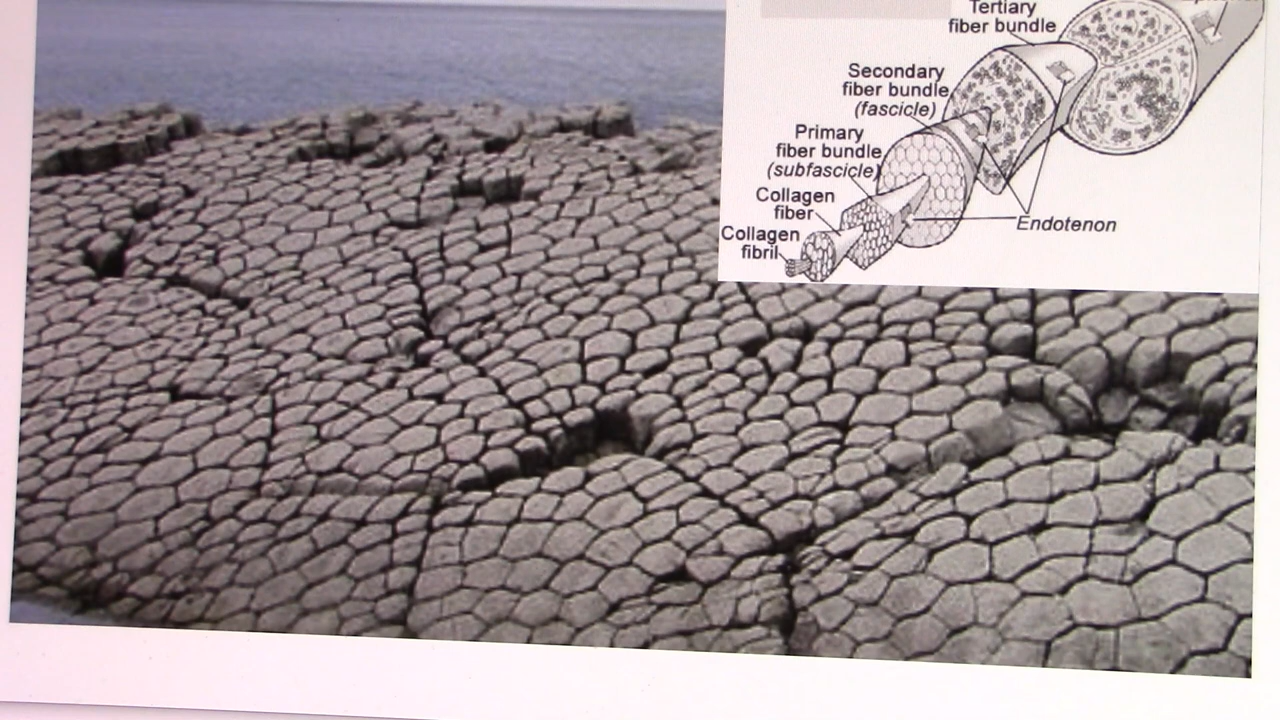 Tertiary
fiber bundle
Secondary
fiber bundle
(fascicle)
Primary
fiber bundle
(subfascicle)
Collagen
fiber
Collagen
fibril
Endotenon